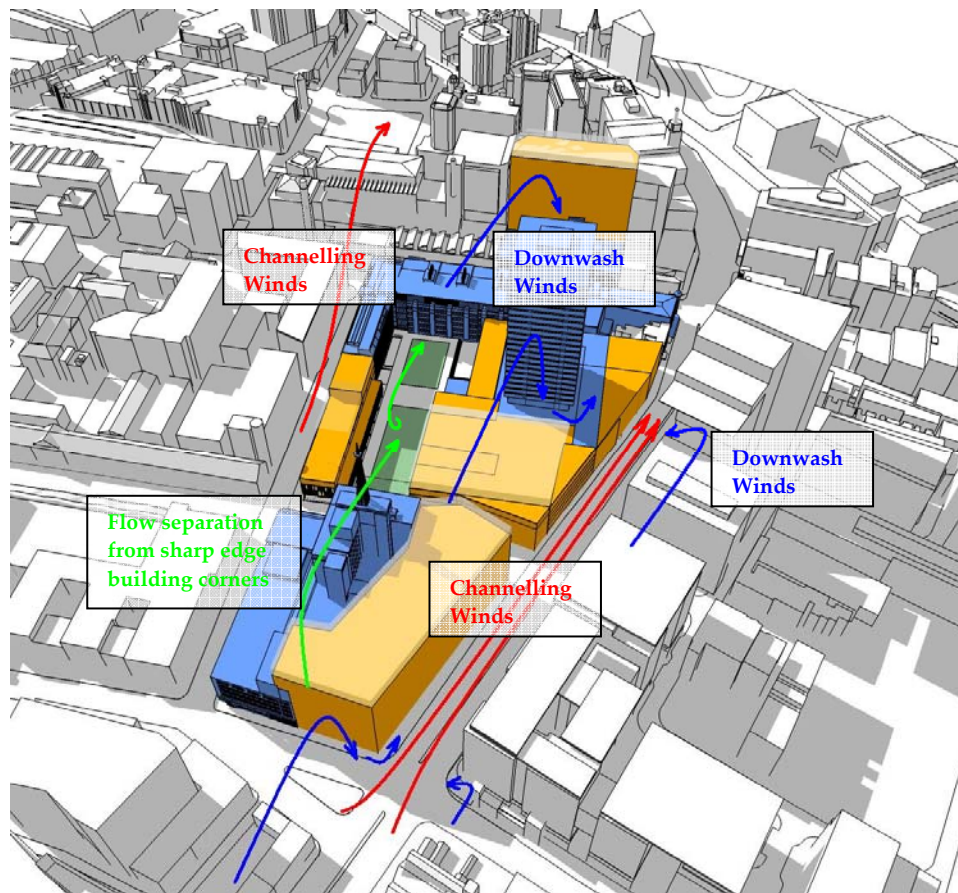 Channelling
Winds
Downwash
Winds
Downwash
Winds
Flow separation
from sharp edge
building corners
Channelling
Winds